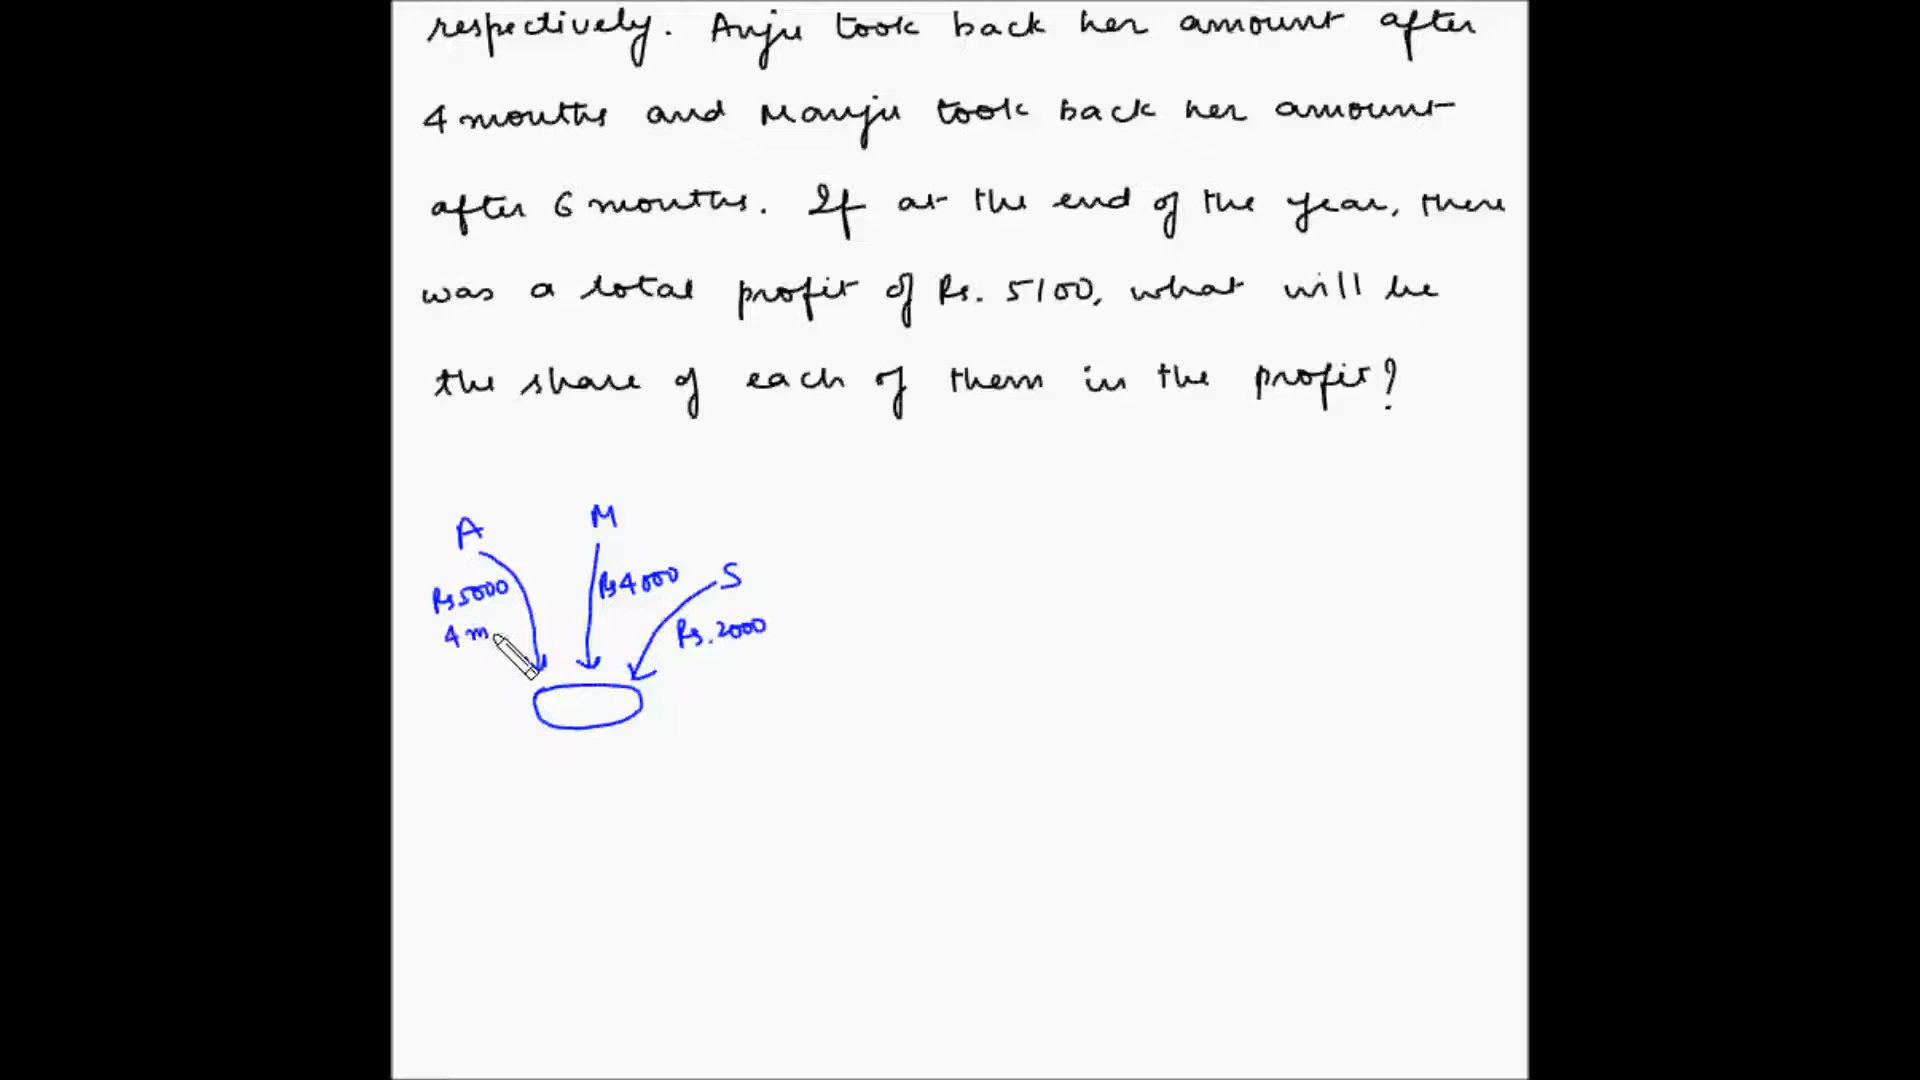 respectively. Anju took back her amount after
4 months and Manju took back her amount
after 6 months. If at the end of the year, there
was a total profit of Rs. 5100, what will be
the share of each of them in the profit?
A M
S
Rs 5000 Rs 4000
4 m Rs. 2000